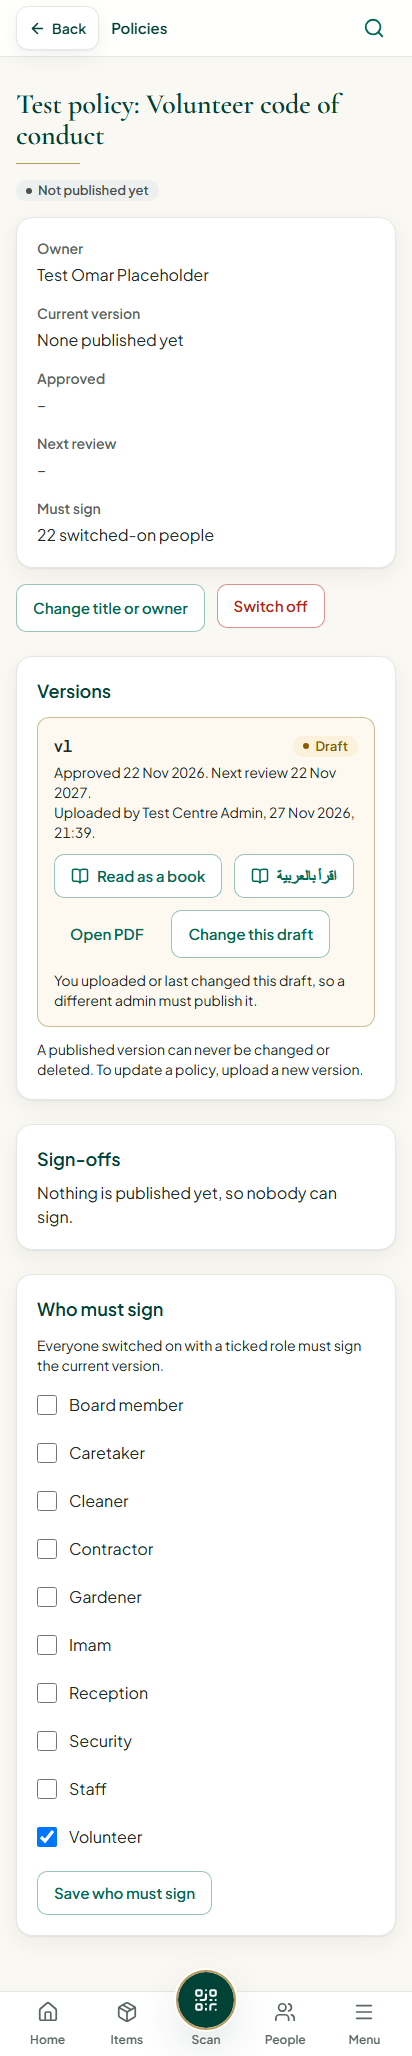 Back Policies
Test policy: Volunteer code of
conduct
Not published yet
Owner
Test Omar Placeholder
Current version
None published yet
Approved
–
Next review
–
Must sign
22 switched-on people
Change title or owner Switch off
Versions
v1 Draft
Approved 22 Nov 2026. Next review 22 Nov
2027.
Uploaded by Test Centre Admin, 27 Nov 2026,
21:39.
Read as a book اقرأ بالعربية
Open PDF Change this draft
You uploaded or last changed this draft, so a
different admin must publish it.
A published version can never be changed or
deleted. To update a policy, upload a new version.
Sign-offs
Nothing is published yet, so nobody can
sign.
Who must sign
Everyone switched on with a ticked role must sign
the current version.
Board member
Caretaker
Cleaner
Contractor
Gardener
Imam
Reception
Security
Staff
Volunteer
Save who must sign
Home Items Scan People Menu